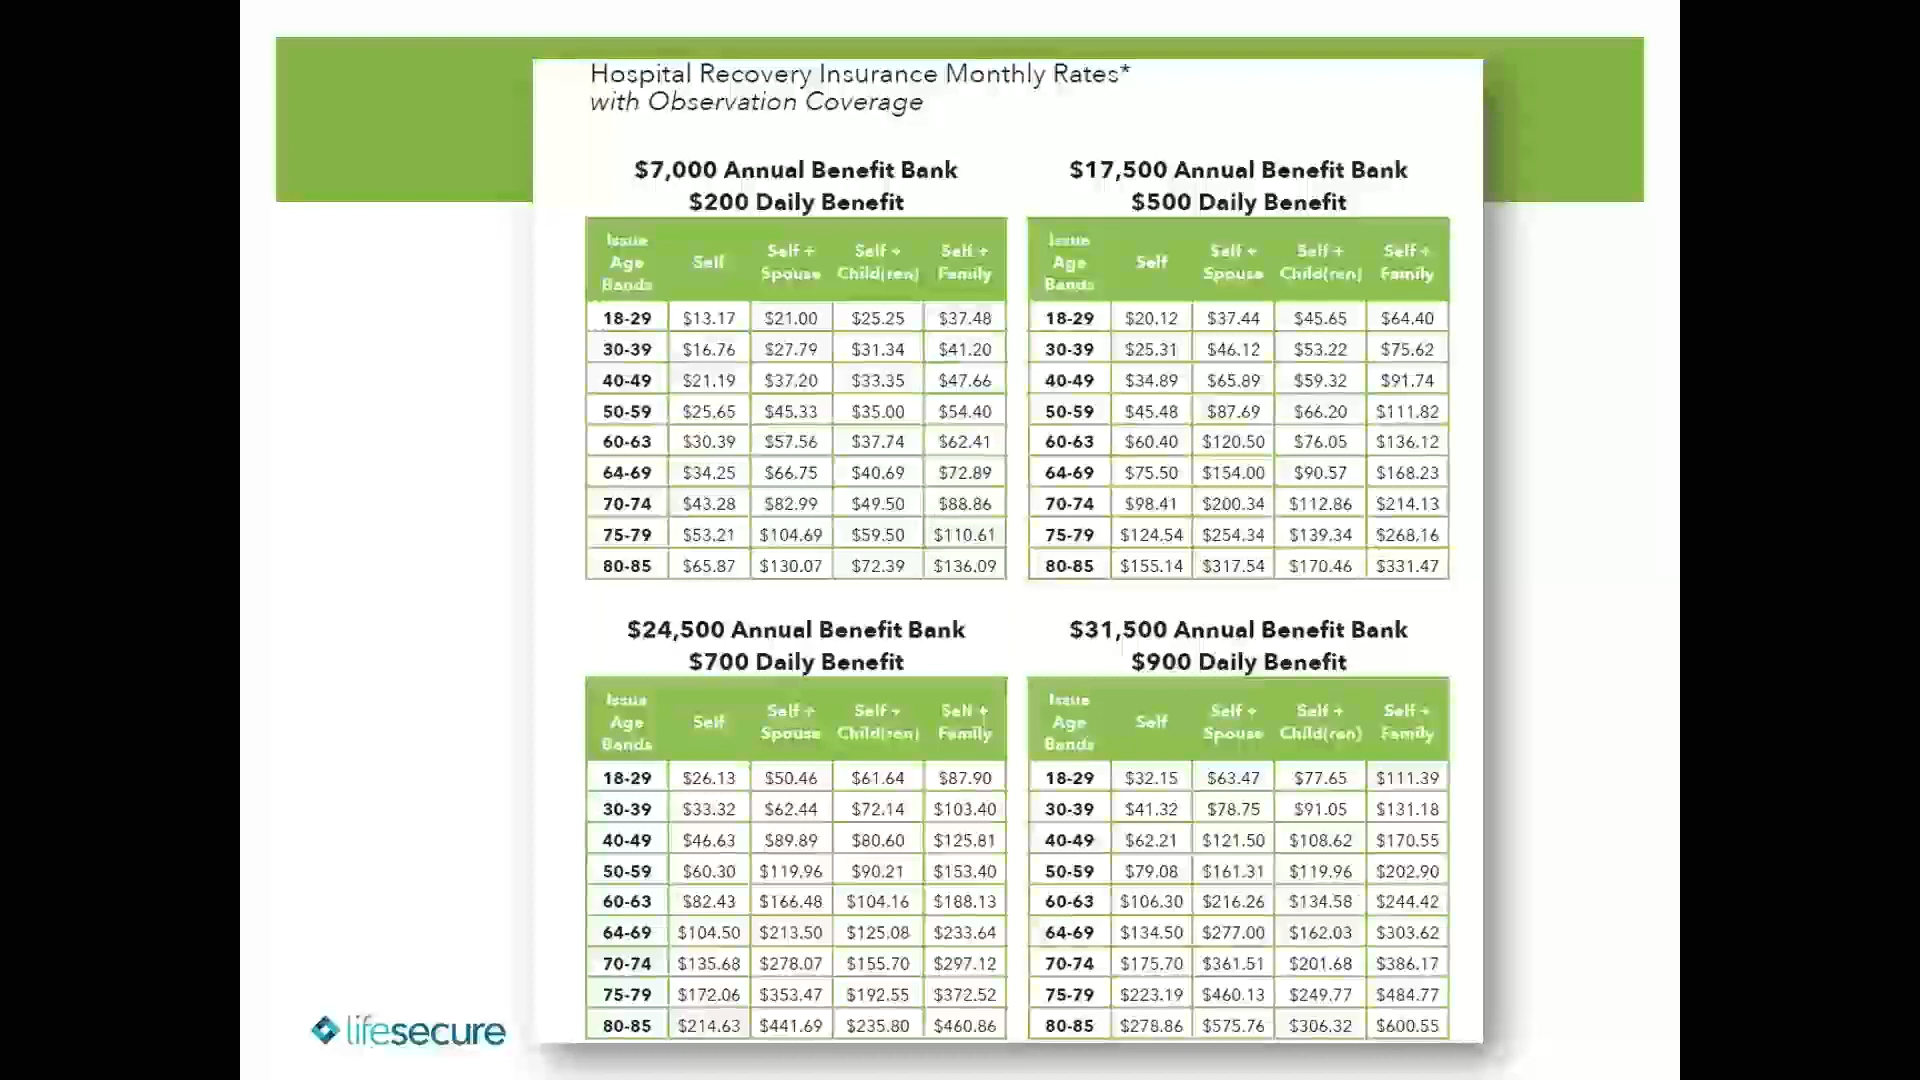 Hospital Recovery Insurance Monthly Rates*
with Observation Coverage
$7,000 Annual Benefit Bank
$200 Daily Benefit
Issue Age Bands Self Self + Spouse Self + Child(ren) Self + Family
18-29 $13.17 $21.00 $25.25 $37.48
30-39 $16.76 $27.79 $31.34 $41.20
40-49 $21.19 $37.20 $33.35 $47.66
50-59 $25.65 $45.33 $35.00 $54.40
60-63 $30.39 $57.56 $37.74 $62.41
64-69 $34.25 $66.75 $40.69 $72.89
70-74 $43.28 $82.99 $49.50 $88.86
75-79 $53.21 $104.69 $59.50 $110.61
80-85 $65.87 $130.07 $72.39 $136.09
$17,500 Annual Benefit Bank
$500 Daily Benefit
Issue Age Bands Self Self + Spouse Self + Child(ren) Self + Family
18-29 $20.12 $37.44 $45.65 $64.40
30-39 $25.31 $46.12 $53.22 $75.62
40-49 $34.89 $65.89 $59.32 $91.74
50-59 $45.48 $87.69 $66.20 $111.82
60-63 $60.40 $120.50 $76.05 $136.12
64-69 $75.50 $154.00 $90.57 $168.23
70-74 $98.41 $200.34 $112.86 $214.13
75-79 $124.54 $254.34 $139.34 $268.16
80-85 $155.14 $317.54 $170.46 $331.47
$24,500 Annual Benefit Bank
$700 Daily Benefit
Issue Age Bands Self Self + Spouse Self + Child(ren) Self + Family
18-29 $26.13 $50.46 $61.64 $87.90
30-39 $33.32 $62.44 $72.14 $103.40
40-49 $46.63 $89.89 $80.60 $125.81
50-59 $60.30 $119.96 $90.21 $153.40
60-63 $82.43 $166.48 $104.16 $188.13
64-69 $104.50 $213.50 $125.08 $233.64
70-74 $135.68 $278.07 $155.70 $297.12
75-79 $172.06 $353.47 $192.55 $372.52
80-85 $214.63 $441.69 $235.80 $460.86
$31,500 Annual Benefit Bank
$900 Daily Benefit
Issue Age Bands Self Self + Spouse Self + Child(ren) Self + Family
18-29 $32.15 $63.47 $77.65 $111.39
30-39 $41.32 $78.75 $91.05 $131.18
40-49 $62.21 $121.50 $108.62 $170.55
50-59 $79.08 $161.31 $119.96 $202.90
60-63 $106.30 $216.26 $134.58 $244.42
64-69 $134.50 $277.00 $162.03 $303.62
70-74 $175.70 $361.51 $201.68 $386.17
75-79 $223.19 $460.13 $249.77 $484.77
80-85 $278.86 $575.76 $306.32 $600.55
lifesecure